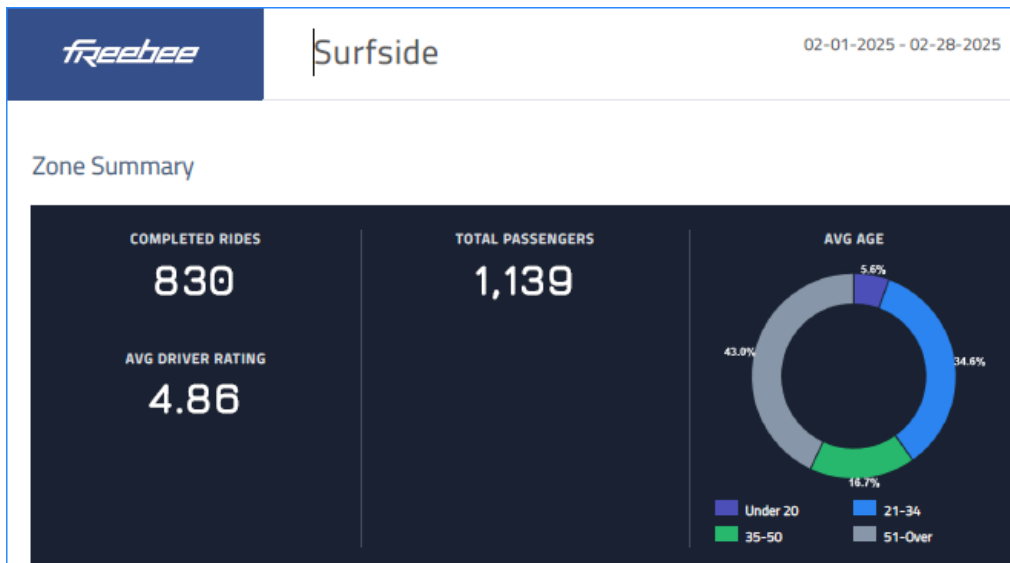 freebee
Surfside
02-01-2025 - 02-28-2025
Zone Summary
COMPLETED RIDES
830
AVG DRIVER RATING
4.86
TOTAL PASSENGERS
1,139
AVG AGE
5.6%
34.6%
16.7%
43.0%
Under 20
21-34
35-50
51-Over